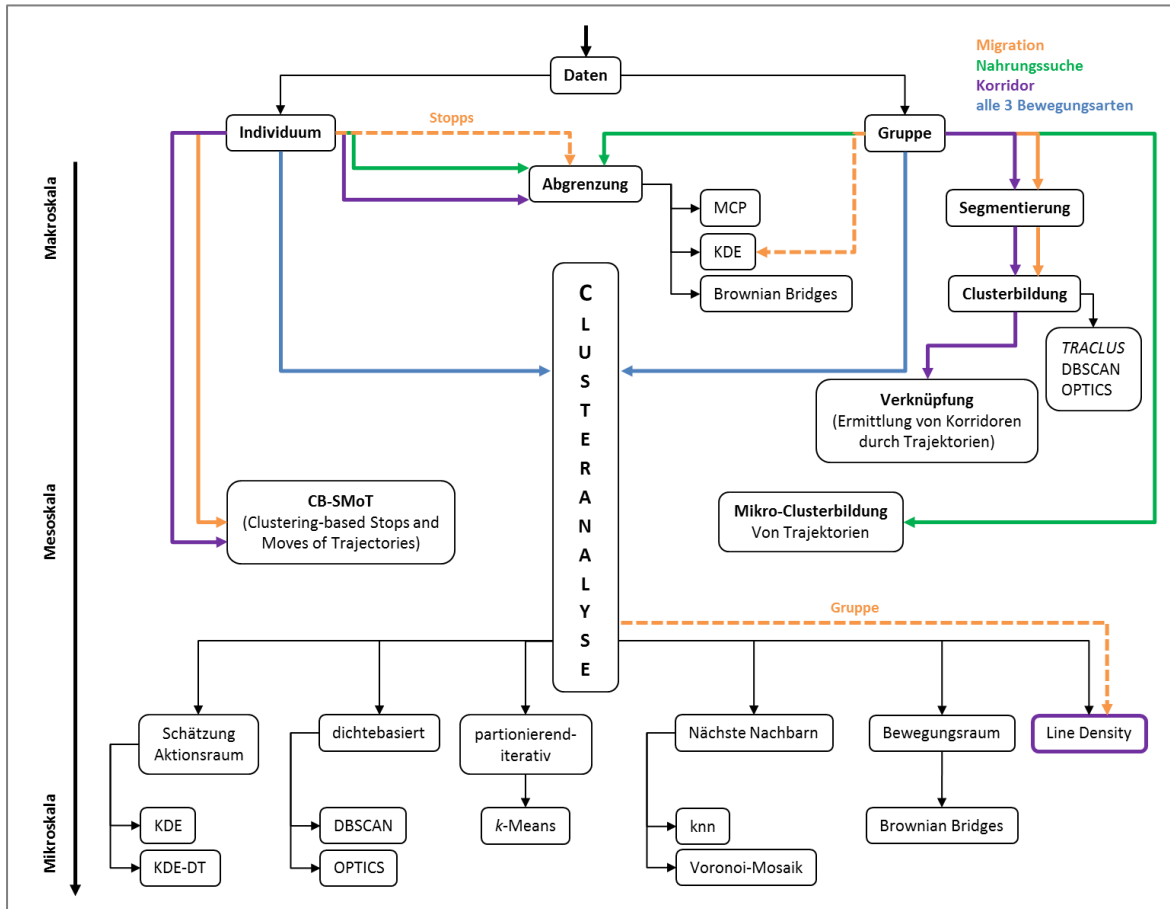 Migration
Nahrungssuche
Korridor
alle 3 Bewegungsarten
Daten
Individuum
Stopps
Gruppe
Abgrenzung
MCP
KDE
Brownian Bridges
Segmentierung
Clusterbildung
TRACLUS
DBSCAN
OPTICS
Verknüpfung
(Ermittlung von Korridoren
durch Trajektorien)
Makroskala
Mesoskala
Mikroskala
CLUSTERANALYSE
CB-SMoT
(Clustering-based Stops and
Moves of Trajectories)
Mikro-Clusterbildung
Von Trajektorien
Gruppe
Schätzung
Aktionsraum
KDE
KDE-DT
dichtebasiert
DBSCAN
OPTICS
partionierend-
iterativ
k-Means
Nächste Nachbarn
knn
Voronoi-Mosaik
Bewegungsraum
Brownian Bridges
Line Density